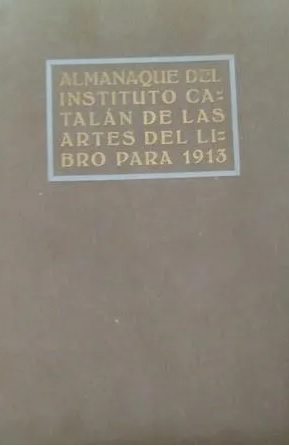 ALMANAQUE DEL
INSTITUTO CA=
TALÁN DE LAS
ARTES DEL LI=
BRO PARA 1913